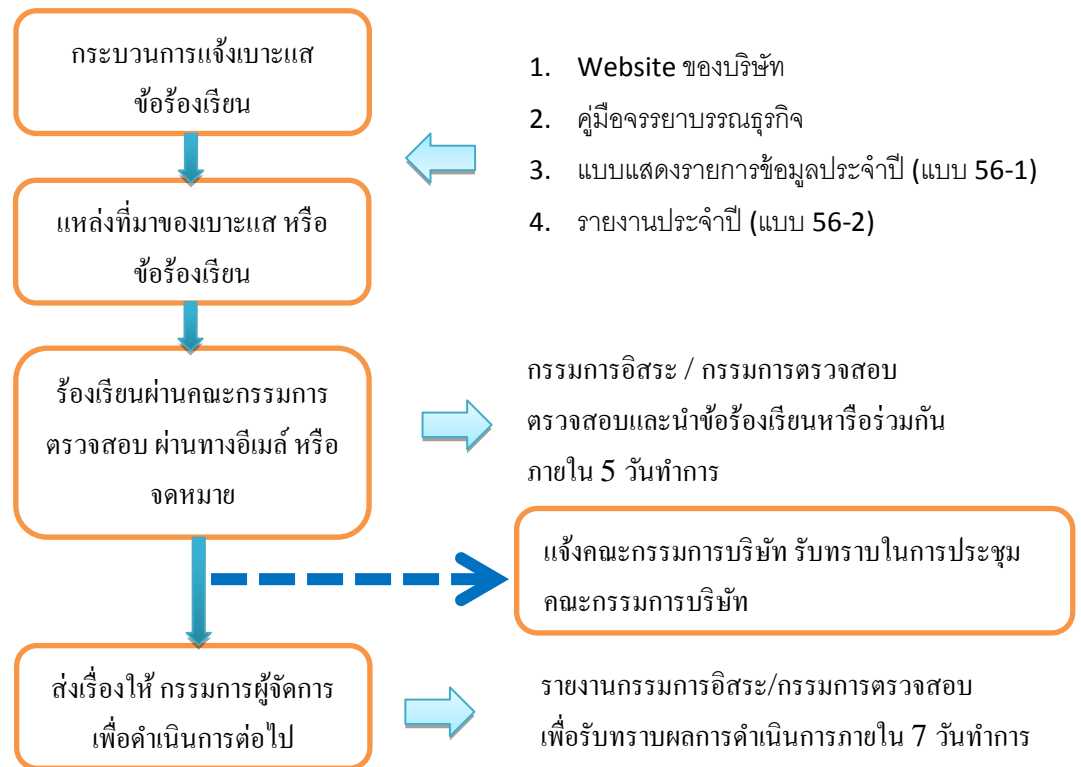 กระบวนการแจ้งเบาะแส
ข้อร้องเรียน
1. Website ของบริษัท
2. คู่มือจรรยาบรรณธุรกิจ
3. แบบแสดงรายการข้อมูลประจำปี (แบบ 56-1)
4. รายงานประจำปี (แบบ 56-2)
แหล่งที่มาของเบาะแส หรือ
ข้อร้องเรียน
ร้องเรียนผ่านคณะกรรมการ
ตรวจสอบ ผ่านทางอีเมล์ หรือ
จดหมาย
กรรมการอิสระ / กรรมการตรวจสอบ
ตรวจสอบและนำข้อร้องเรียนหารือร่วมกัน
ภายใน 5 วันทำการ
แจ้งคณะกรรมการบริษัท รับทราบในการประชุม
คณะกรรมการบริษัท
ส่งเรื่องให้ กรรมการผู้จัดการ
เพื่อดำเนินการต่อไป
รายงานกรรมการอิสระ/กรรมการตรวจสอบ
เพื่อรับทราบผลการดำเนินการภายใน 7 วันทำการ